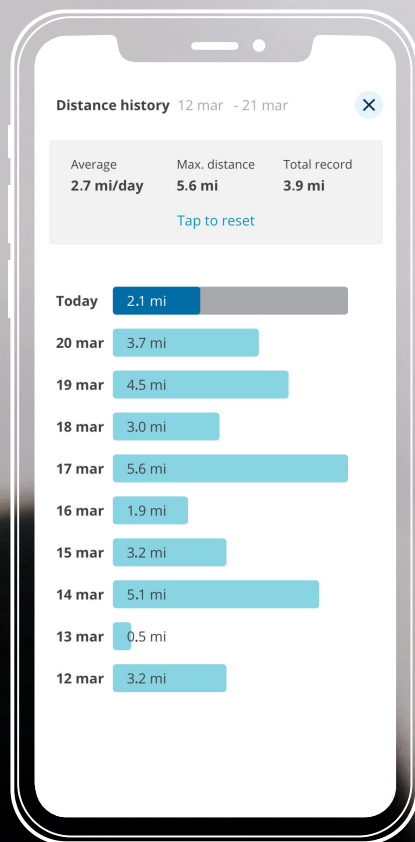 Distance history 12 mar - 21 mar
Average Max. distance Total record
2.7 mi/day 5.6 mi 3.9 mi
Tap to reset
Today 2.1 mi
20 mar 3.7 mi
19 mar 4.5 mi
18 mar 3.0 mi
17 mar 5.6 mi
16 mar 1.9 mi
15 mar 3.2 mi
14 mar 5.1 mi
13 mar 0.5 mi
12 mar 3.2 mi